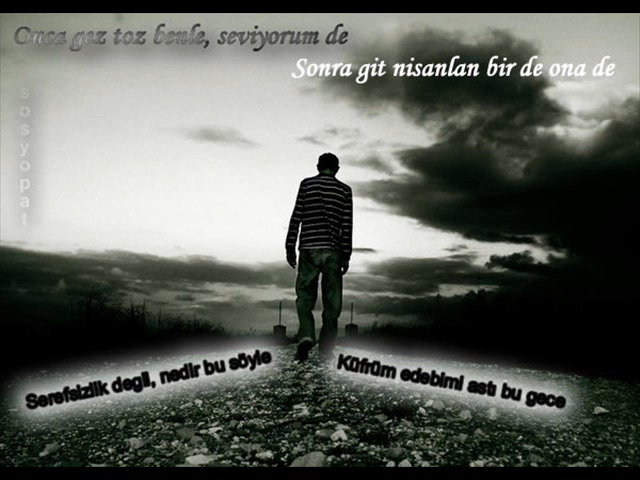 Once gez toz benle, seviyorum de
Sonra git nisanlan bir de ona de
sosyopat
Serefsizlik degil, nedir bu söyle
Küfrüm edebimi astı bu gece